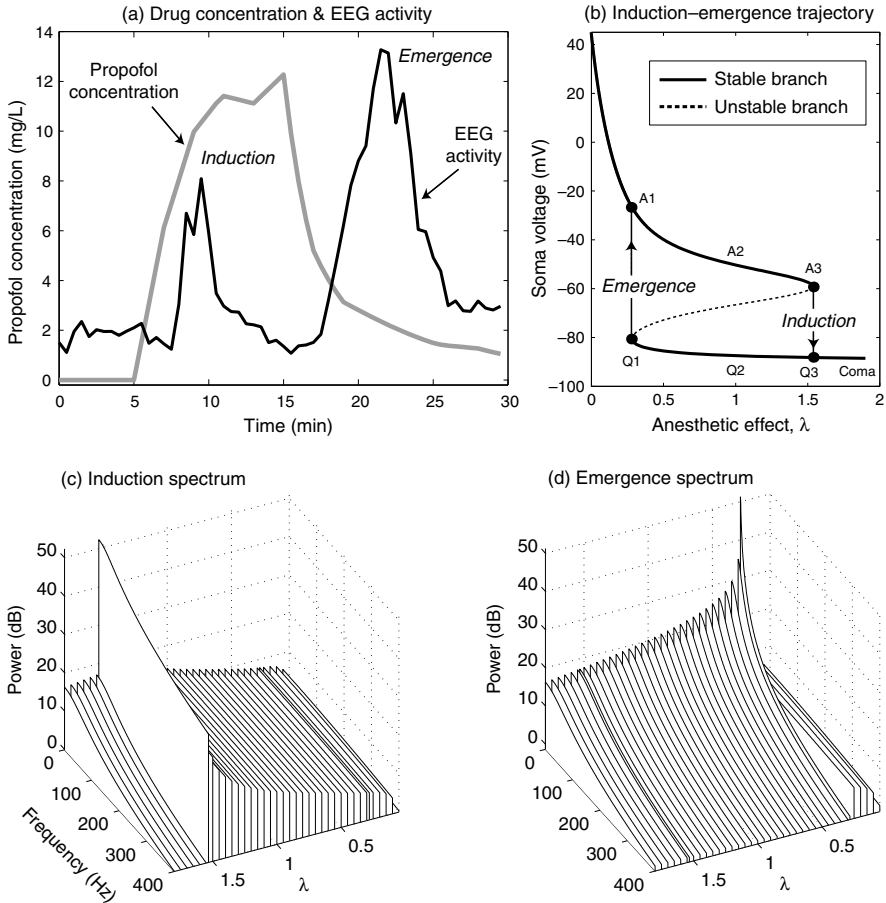 (a) Drug concentration & EEG activity
14
12
10
8
6
4
2
0
Propofol concentration (mg/L)
Propofol
concentration
Induction
Emergence
EEG
activity
0
5
10
15
20
25
30
Time (min)
(b) Induction–emergence trajectory
40
20
0
−20
−40
−60
−80
−100
Soma voltage (mV)
Stable branch
Unstable branch
A1
A2
A3
Emergence
Induction
Q1
Q2
Q3
Coma
0
0.5
1
1.5
2
Anesthetic effect, λ
(c) Induction spectrum
50
40
30
20
10
0
Power (dB)
0
100
200
300
400
Frequency (Hz)
1.5
1
0.5
λ
(d) Emergence spectrum
50
40
30
20
10
0
Power (dB)
0
100
200
300
400
1.5
1
0.5
λ